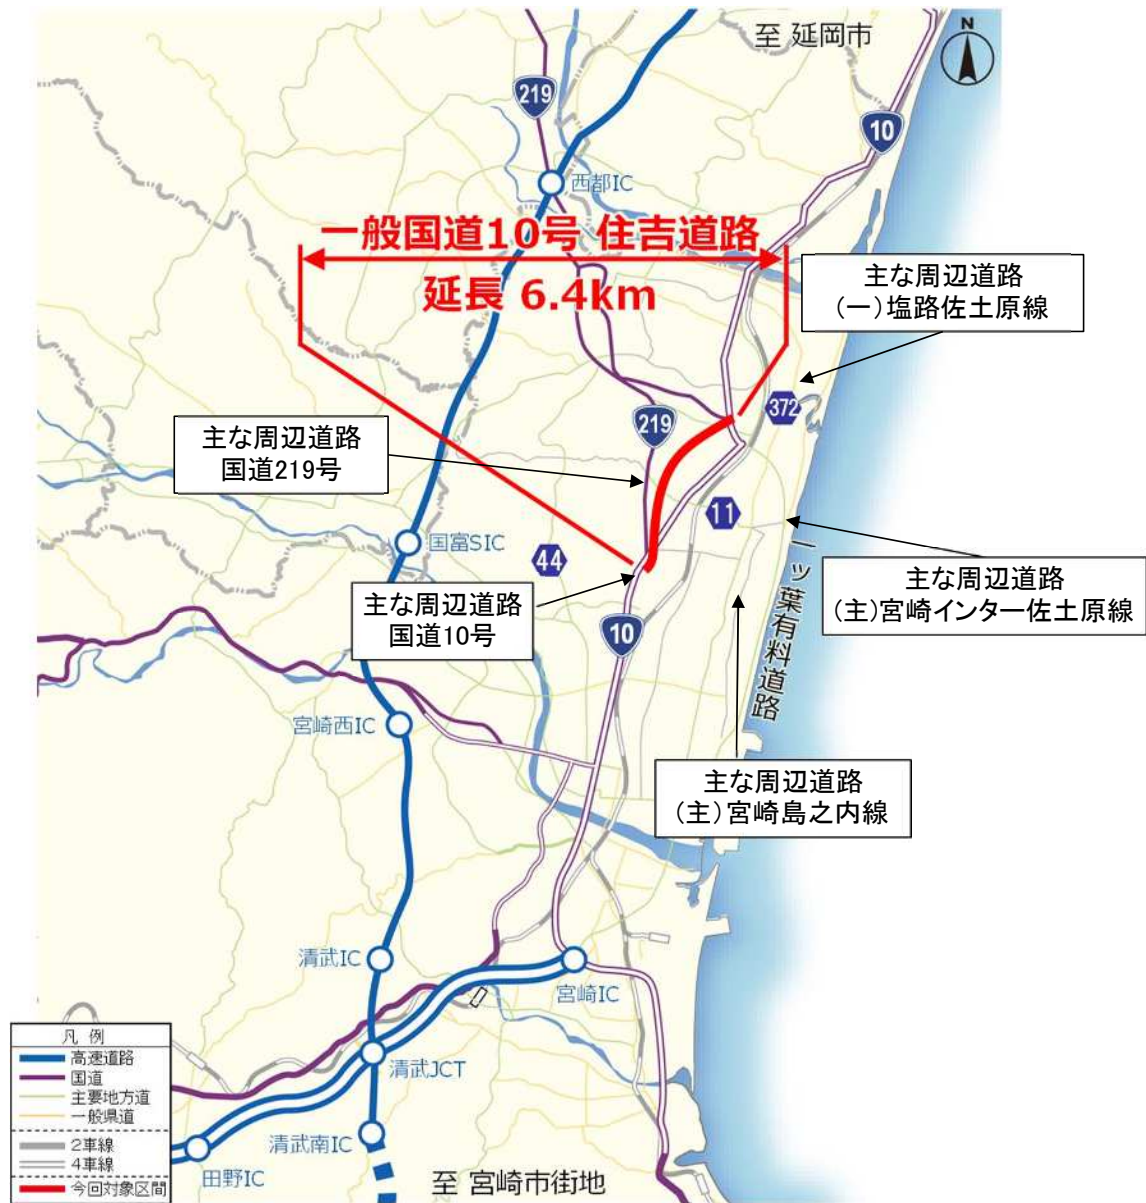 至 延岡市
N
219
10
西都IC
一般国道10号 住吉道路
延長 6.4km
主な周辺道路
(一)塩路佐土原線
372
219
主な周辺道路
国道219号
11
国富SIC
44
一ッ葉有料道路
主な周辺道路
(主)宮崎インター佐土原線
主な周辺道路
国道10号
10
宮崎西IC
主な周辺道路
(主)宮崎島之内線
清武IC
宮崎IC
清武JCT
清武南IC
田野IC
至 宮崎市街地
凡 例
高速道路
国道
主要地方道
一般県道
2車線
4車線
今回対象区間